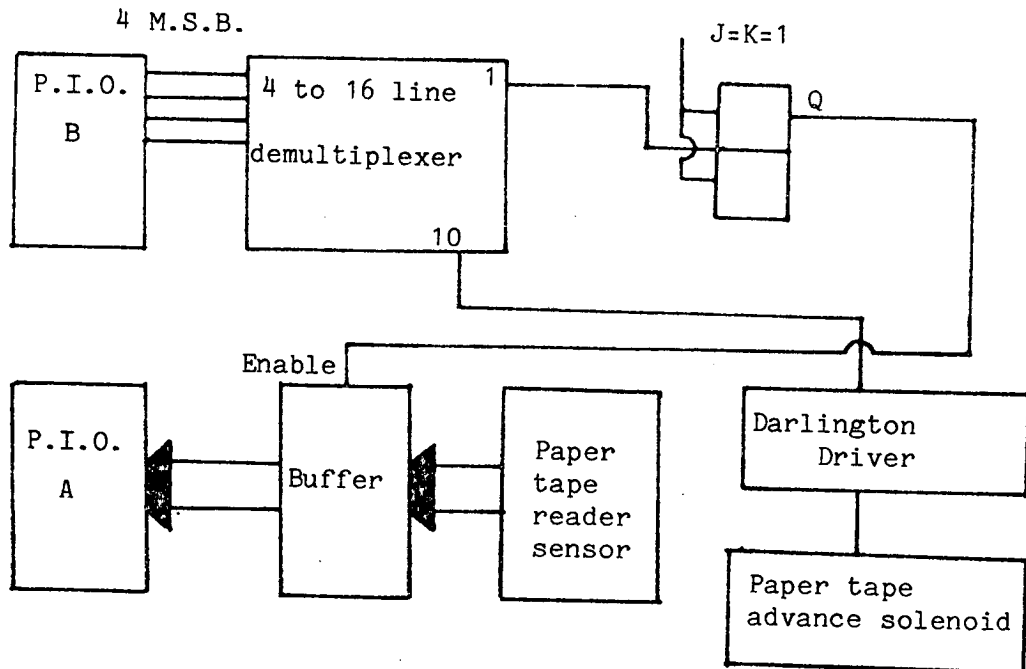 4 M.S.B.
P.I.O.
B
4 to 16 line
demultiplexer
1
10
J=K=1
Q
Enable
P.I.O.
A
Buffer
Paper
tape
reader
sensor
Darlington
Driver
Paper tape
advance solenoid